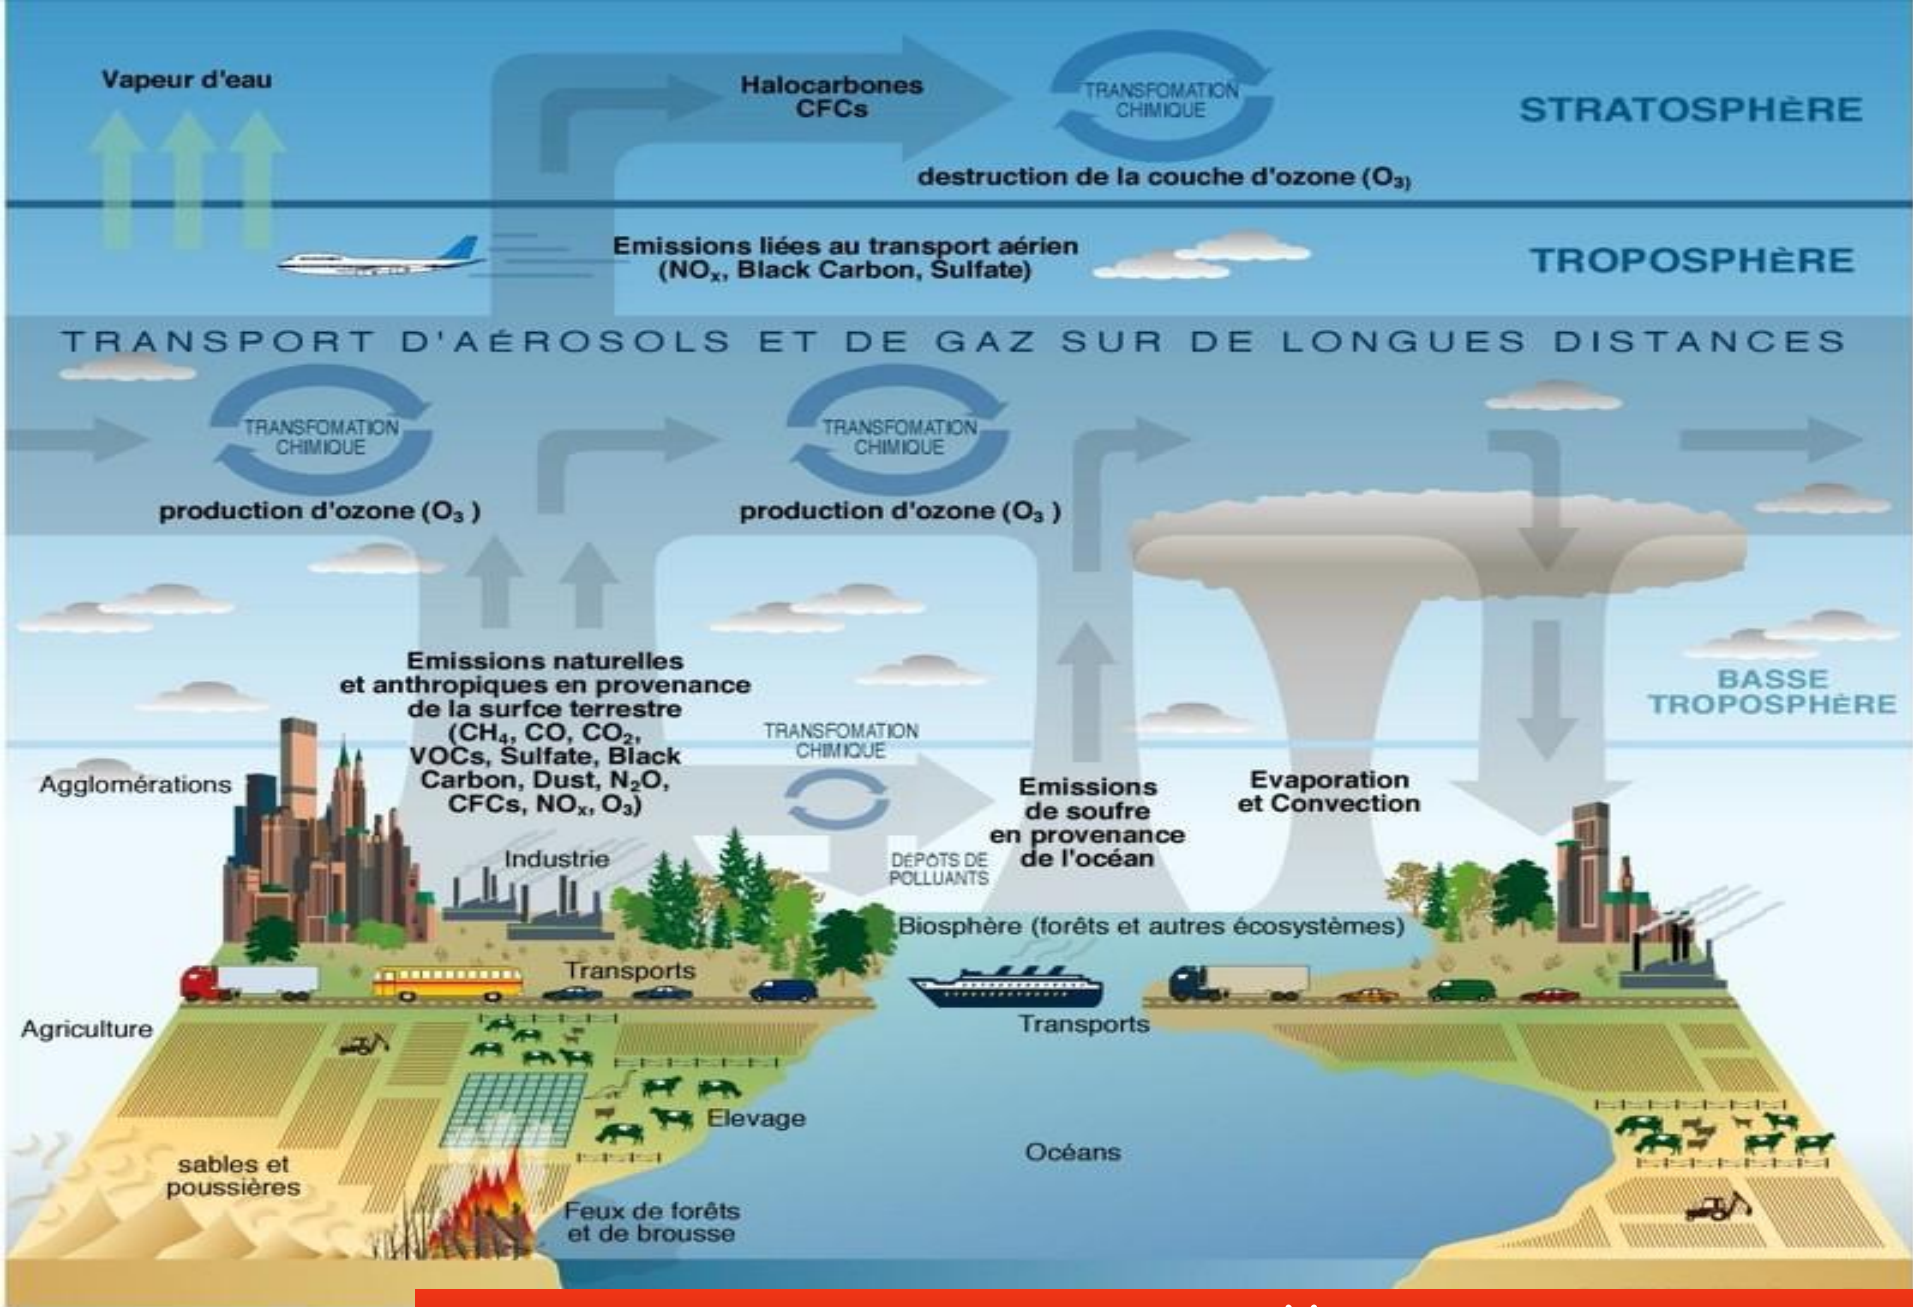 Vapeur d'eau
Halocarbones
CFCs
TRANSFOMATION
CHIMIQUE
STRATOSPHÈRE
destruction de la couche d'ozone (O₃)
Emissions liées au transport aérien
(NOₓ, Black Carbon, Sulfate)
TROPOSPHÈRE
TRANSPORT D'AÉROSOLS ET DE GAZ SUR DE LONGUES DISTANCES
TRANSFOMATION
CHIMIQUE
TRANSFOMATION
CHIMIQUE
production d'ozone (O₃ )
production d'ozone (O₃ )
Emissions naturelles
et anthropiques en provenance
de la surfce terrestre
(CH₄, CO, CO₂,
VOCs, Sulfate, Black
Carbon, Dust, N₂O,
CFCs, NOₓ, O₃)
BASSE
TROPOSPHÈRE
TRANSFOMATION
CHIMIQUE
Agglomérations
Emissions
de soufre
en provenance
de l'océan
Evaporation
et Convection
Industrie
DÉPÔTS DE
POLLUANTS
Biosphère (forêts et autres écosystèmes)
Transports
Transports
Agriculture
Elevage
Océans
sables et
poussières
Feux de forêts
et de brousse